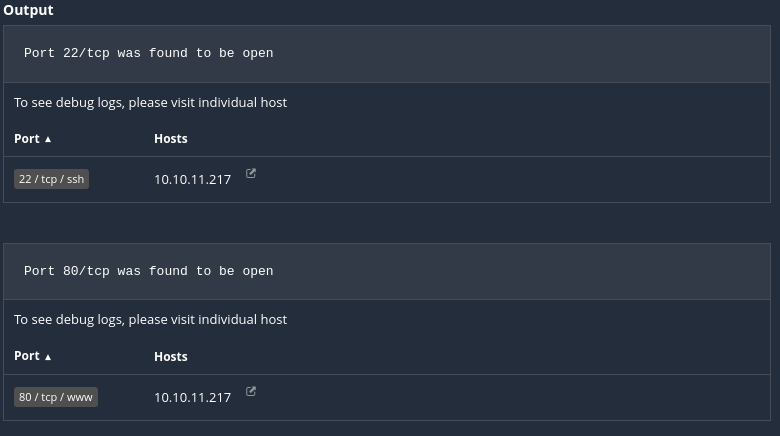 Output
Port 22/tcp was found to be open
To see debug logs, please visit individual host
Port ▲ Hosts
22 / tcp / ssh 10.10.11.217
Port 80/tcp was found to be open
To see debug logs, please visit individual host
Port ▲ Hosts
80 / tcp / www 10.10.11.217